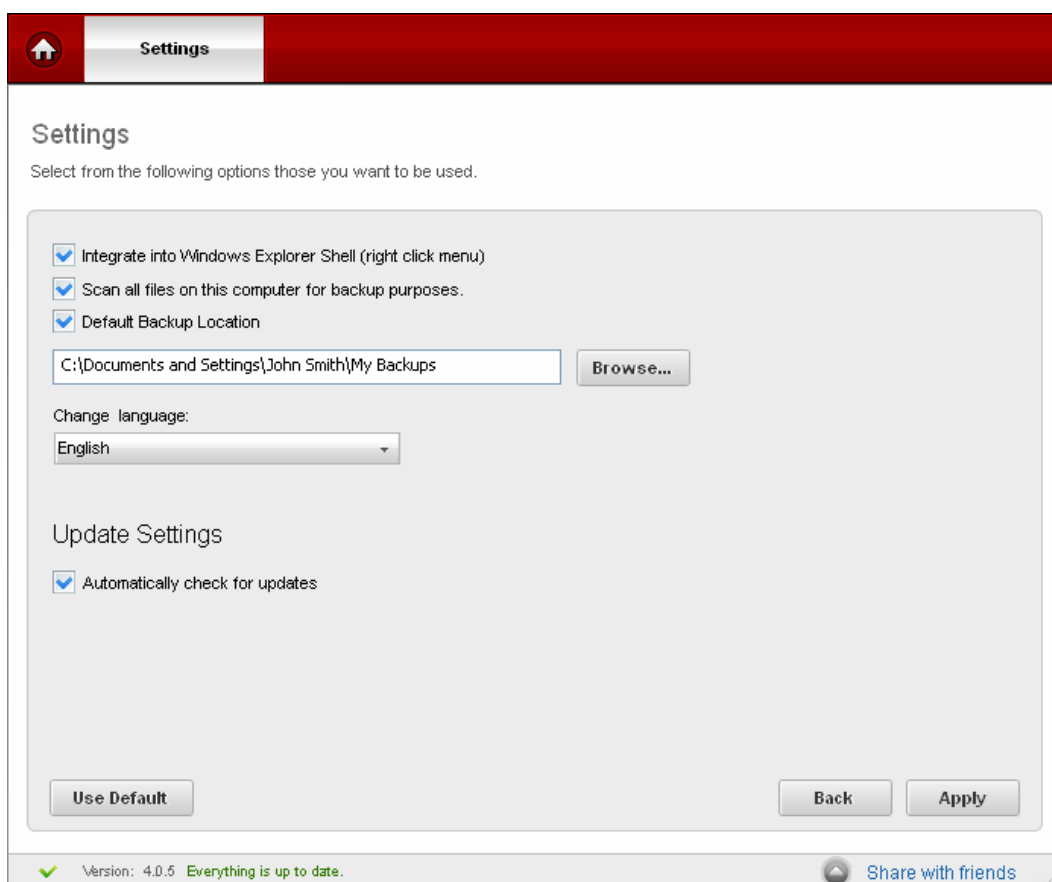 Settings
Settings
Select from the following options those you want to be used.
Integrate into Windows Explorer Shell (right click menu)
Scan all files on this computer for backup purposes.
Default Backup Location
C:\Documents and Settings\John Smith\My Backups
Browse...
Change language:
English
Update Settings
Automatically check for updates
Use Default
Back
Apply
Version: 4.0.5 Everything is up to date.
Share with friends